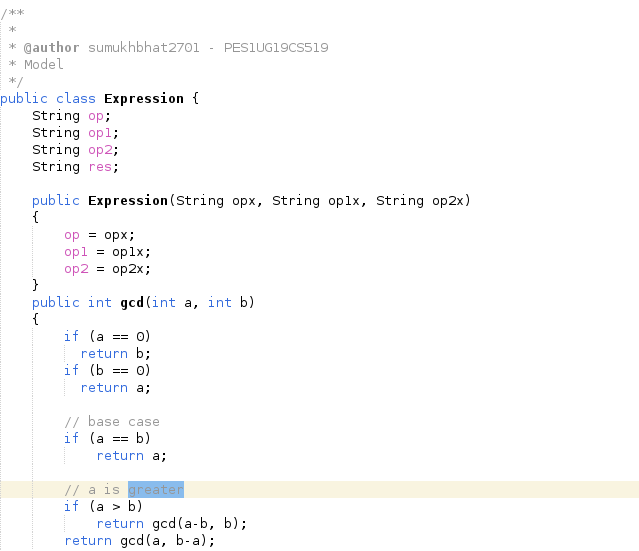 /**
 *
 * @author sumukhbhat2701 - PES1UG19CS519
 * Model
 */
public class Expression {
    String op;
    String op1;
    String op2;
    String res;

    public Expression(String opx, String op1x, String op2x)
    {
        op = opx;
        op1 = op1x;
        op2 = op2x;
    }
    public int gcd(int a, int b)
    {
        if (a == 0)
          return b;
        if (b == 0)
          return a;

        // base case
        if (a == b)
            return a;

        // a is greater
        if (a > b)
            return gcd(a-b, b);
        return gcd(a, b-a);